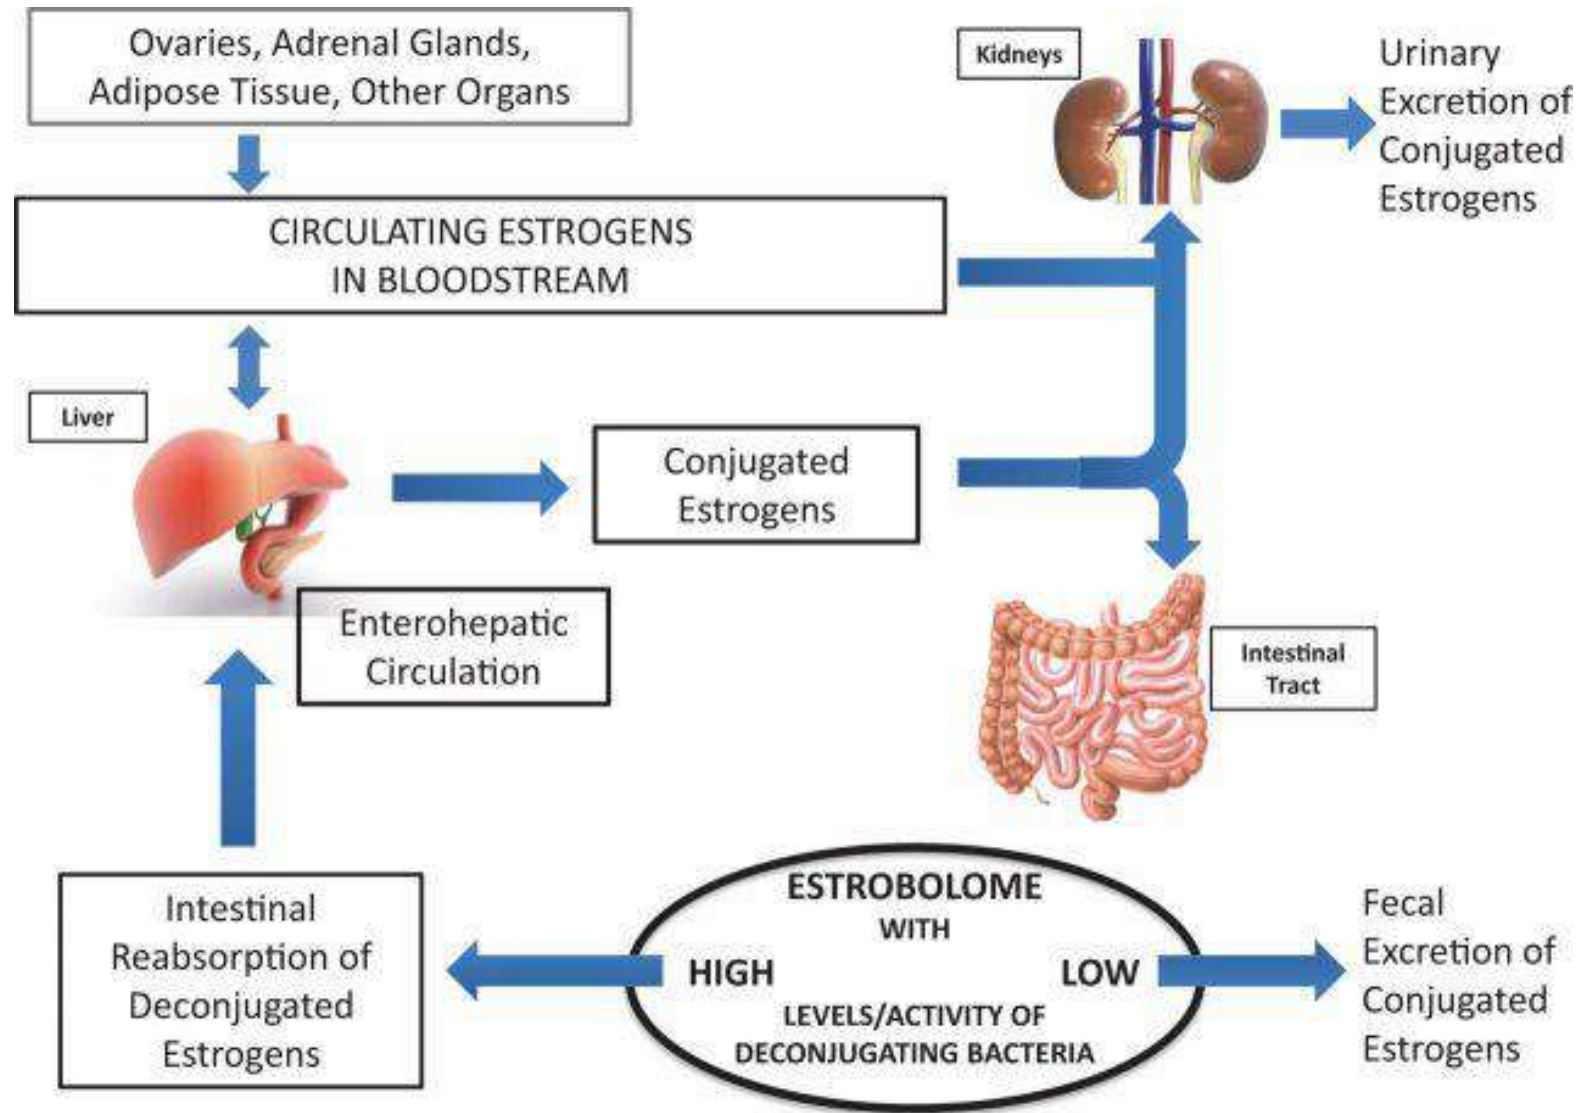 Ovaries, Adrenal Glands,
Adipose Tissue, Other Organs
Kidneys
Urinary
Excretion of
Conjugated
Estrogens
CIRCULATING ESTROGENS
IN BLOODSTREAM
Liver
Conjugated
Estrogens
Enterohepatic
Circulation
Intestinal
Tract
Intestinal
Reabsorption of
Deconjugated
Estrogens
ESTROBOLOME
WITH
HIGH LOW
LEVELS/ACTIVITY OF
DECONJUGATING BACTERIA
Fecal
Excretion of
Conjugated
Estrogens